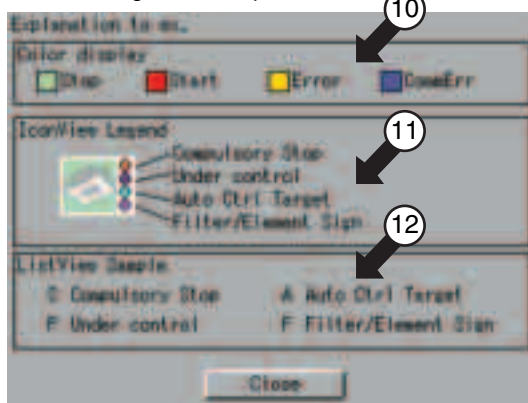 10
Explanation to ex.
Color display
Stop Start Error CommErr
11
IconView Legend
Compulsory Stop
Under control
Auto Ctrl Target
Filter/Element Sign
12
ListView Sample
C Compulsory Stop A Auto Ctrl Target
F Under control F Filter/Element Sign
Close